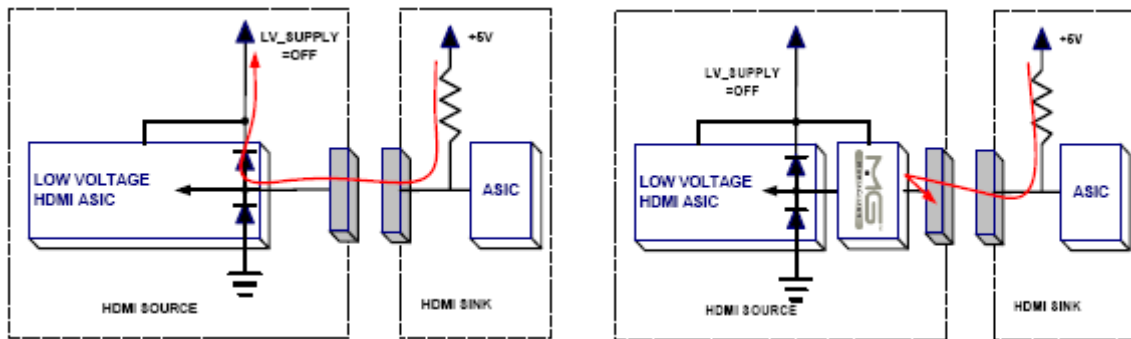 LV_SUPPLY
=OFF
+5V
LOW VOLTAGE
HDMI ASIC
ASIC
HDMI SOURCE
HDMI SINK
LV_SUPPLY
=OFF
+5V
LOW VOLTAGE
HDMI ASIC
MG
ASIC
HDMI SOURCE
HDMI SINK